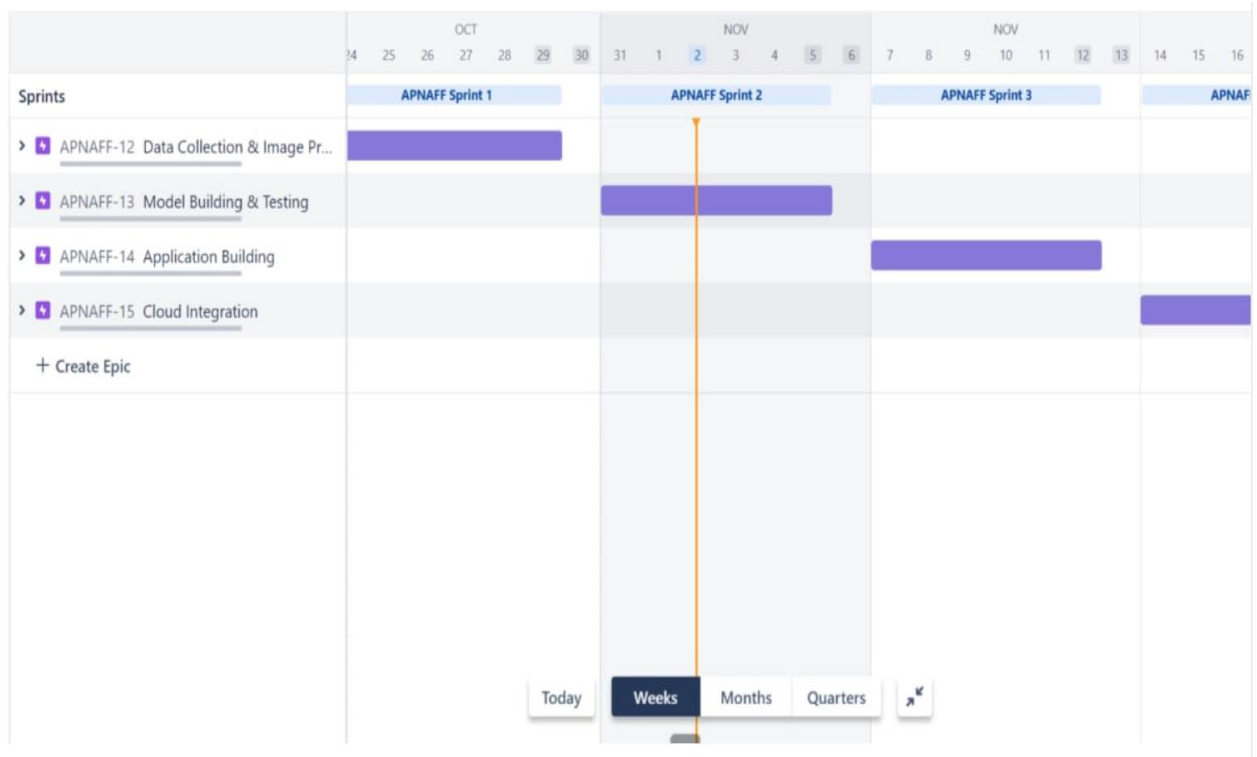 OCT NOV NOV
24 25 26 27 28 29 30 31 1 2 3 4 5 6 7 8 9 10 11 12 13 14 15 16
Sprints APNAFF Sprint 1 APNAFF Sprint 2 APNAFF Sprint 3 APNAF
APNAFF-12 Data Collection & Image Pr...
APNAFF-13 Model Building & Testing
APNAFF-14 Application Building
APNAFF-15 Cloud Integration
+ Create Epic
Today Weeks Months Quarters